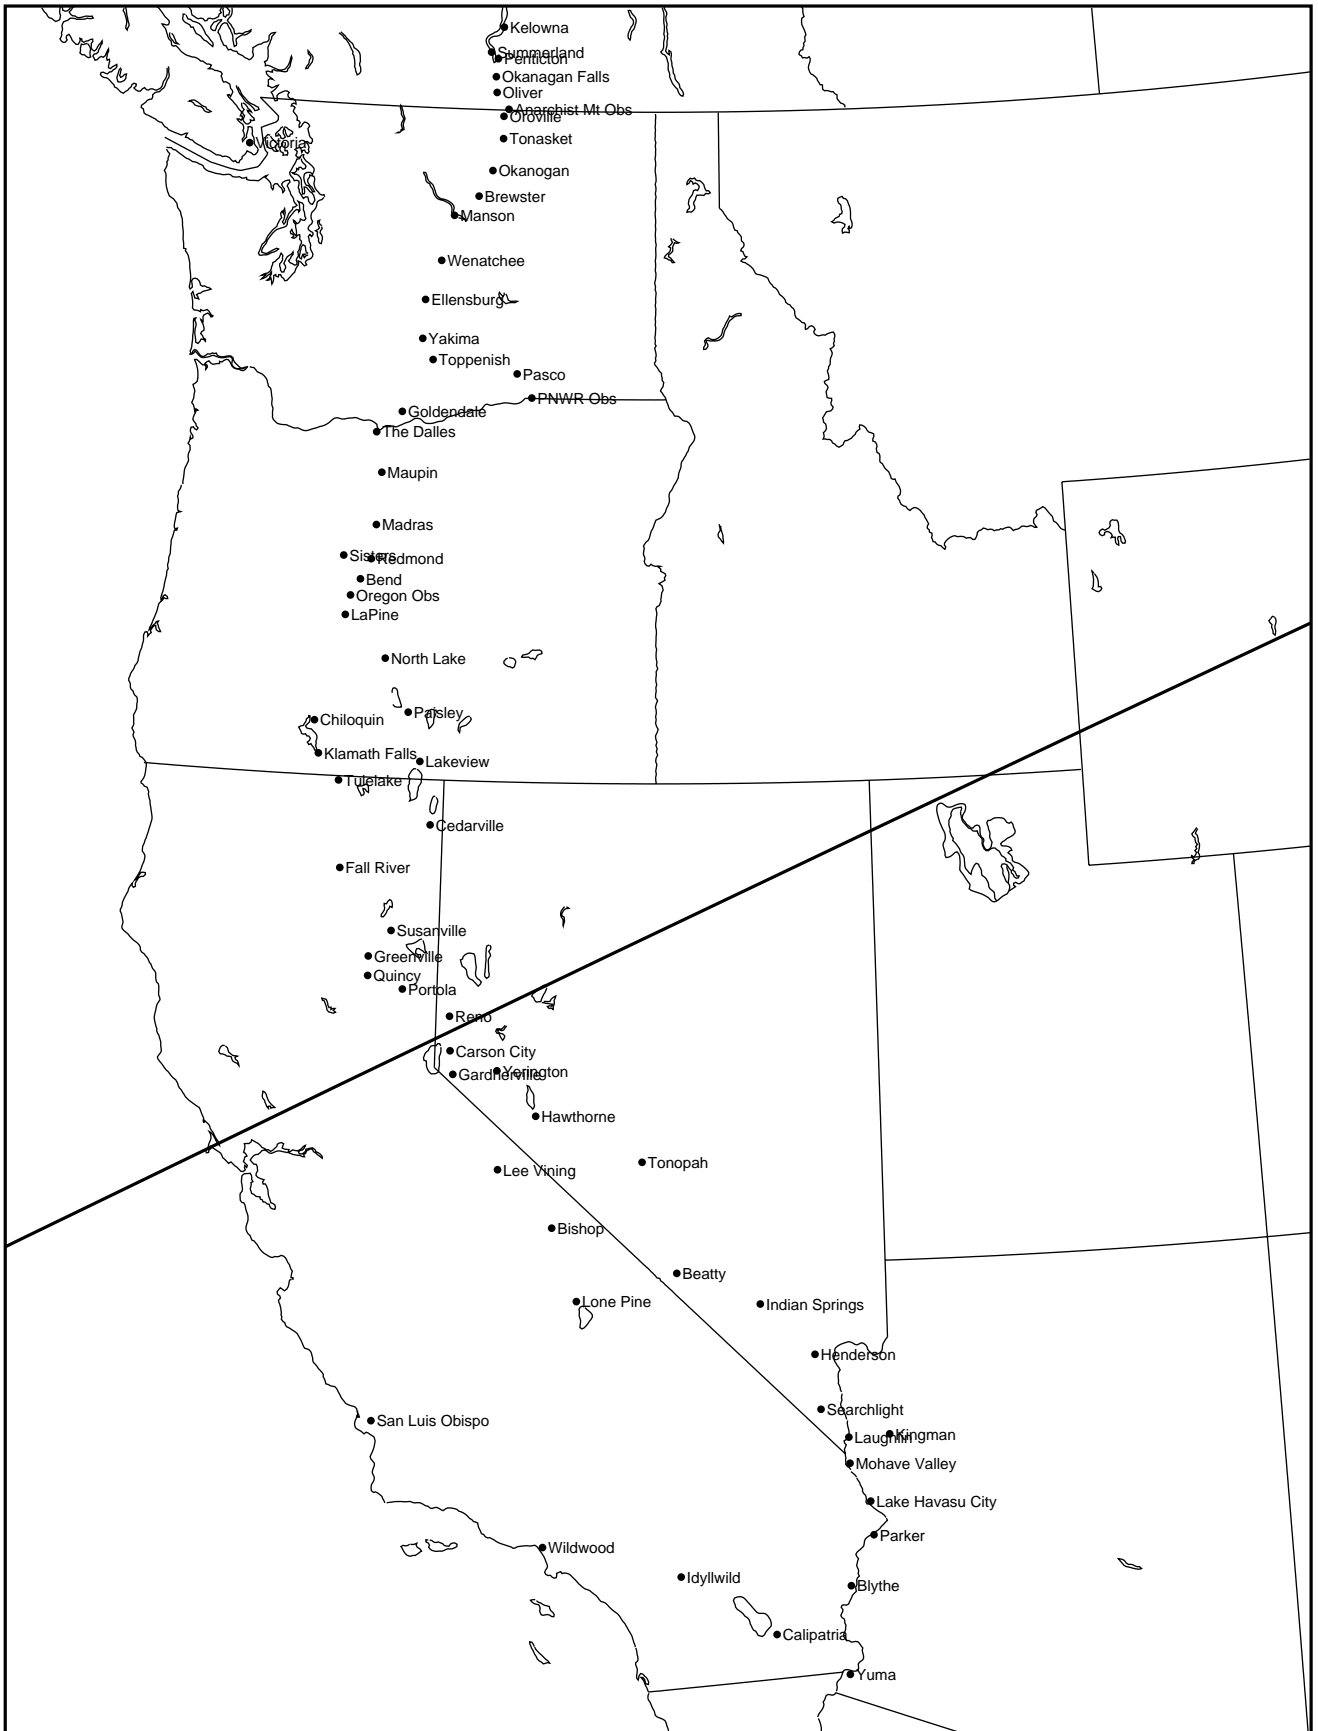 Kelowna
Summerland
Penticton
Okanagan Falls
Oliver
Anarchist Mt Obs
Oroville
Tonasket
Victoria
Okanogan
Brewster
Manson
Wenatchee
Ellensburg
Yakima
Toppenish
Pasco
PNWR Obs
Goldendale
The Dalles
Maupin
Madras
Sisters
Redmond
Bend
Oregon Obs
LaPine
North Lake
Paisley
Chiloquin
Klamath Falls
Lakeview
Tulelake
Cedarville
Fall River
Susanville
Greenville
Quincy
Portola
Reno
Carson City
Yerington
Gardnerville
Hawthorne
Tonopah
Lee Vining
Bishop
Beatty
Lone Pine
Indian Springs
Henderson
Searchlight
San Luis Obispo
Kingman
Laughlin
Mohave Valley
Lake Havasu City
Parker
Wildwood
Idyllwild
Blythe
Calipatria
Yuma